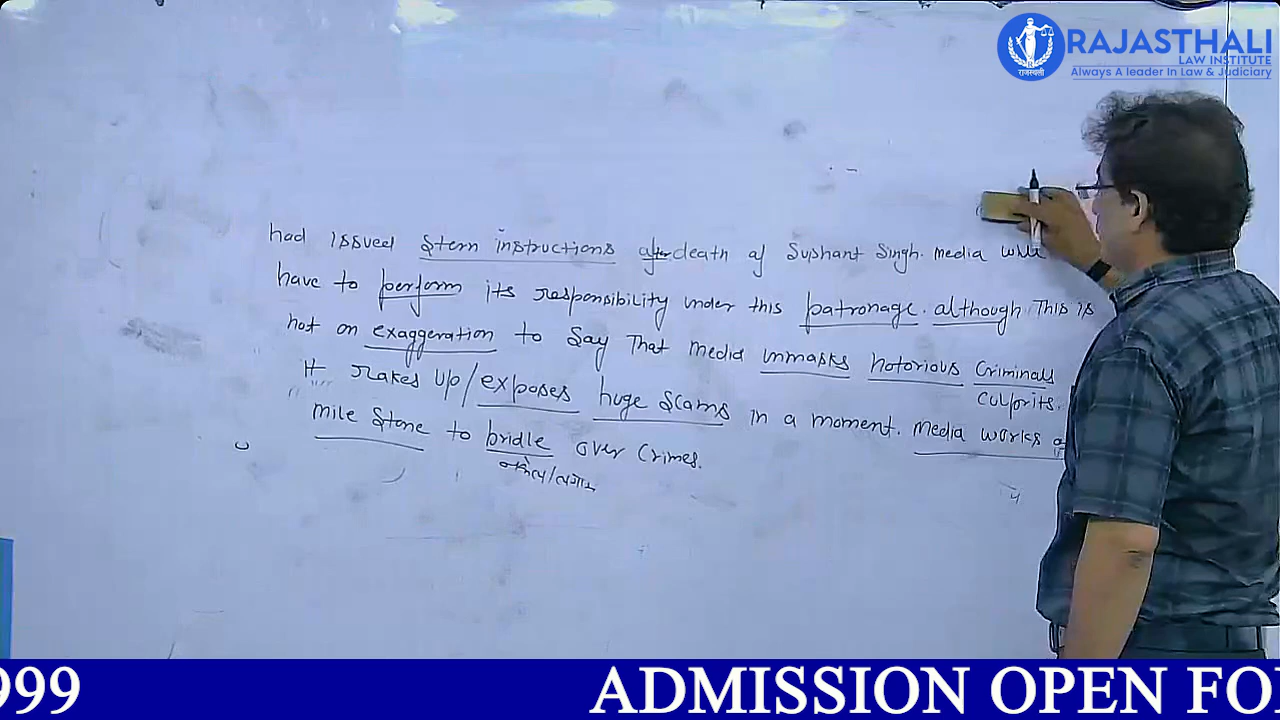 RAJASTHALI
LAW INSTITUTE
Always A leader In Law & Judiciary
राजस्थली
had issued stern instructions after death of Sushant Singh. media will
have to perform its responsibility under this patronage. although This is
not an exaggeration to say That media unmasks notorious criminals
culprits.
It rakes up/exposes huge scams in a moment. media works
mile stone to bridle over crimes.
999 ADMISSION OPEN FO